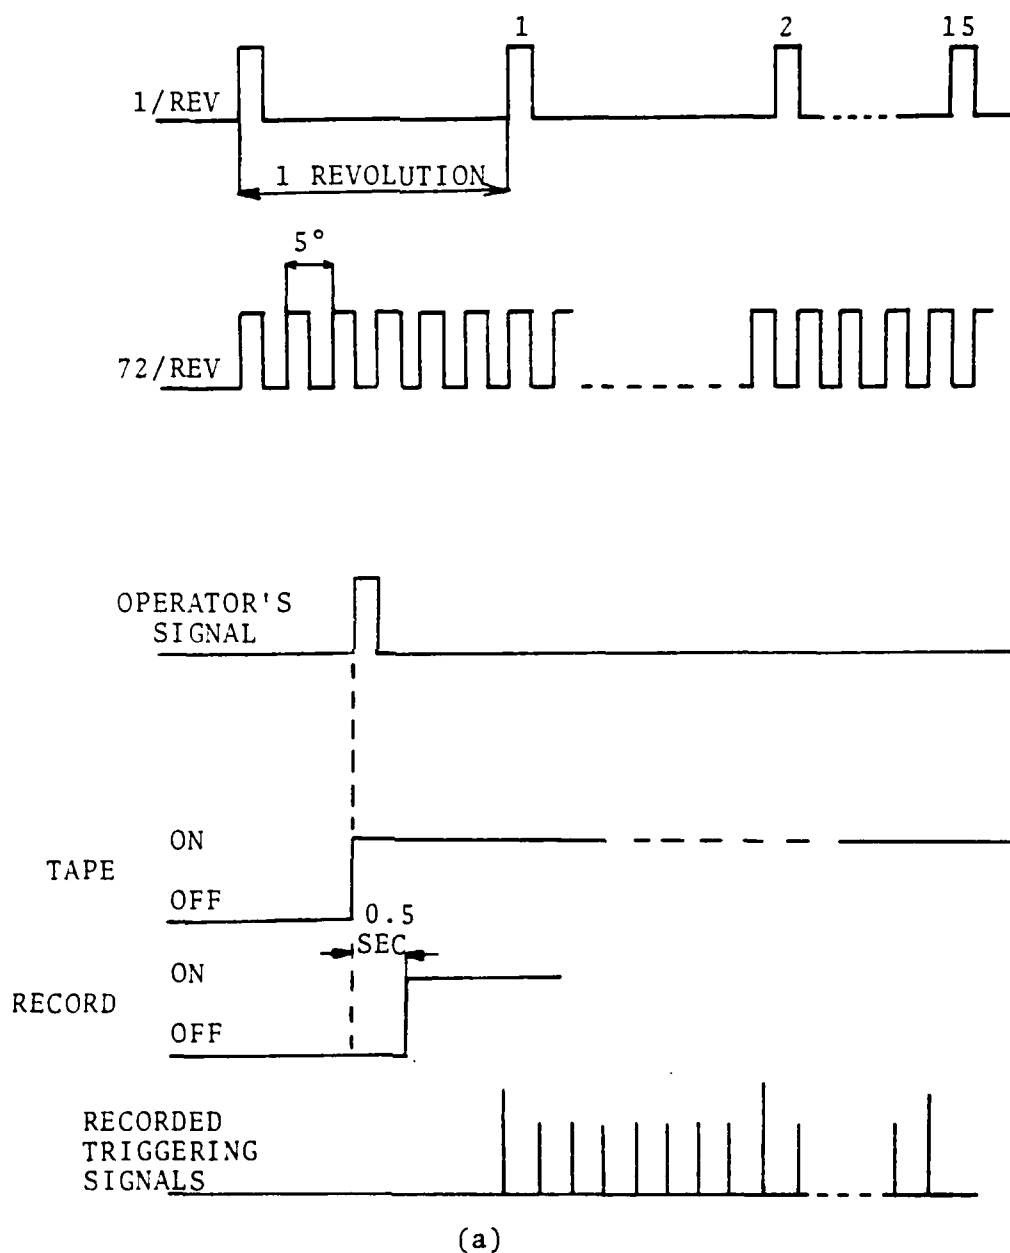 1 2 15
1/REV
1 REVOLUTION
5°
72/REV
OPERATOR'S
SIGNAL
ON
TAPE
OFF
0.5
SEC
ON
RECORD
OFF
RECORDED
TRIGGERING
SIGNALS
(a)